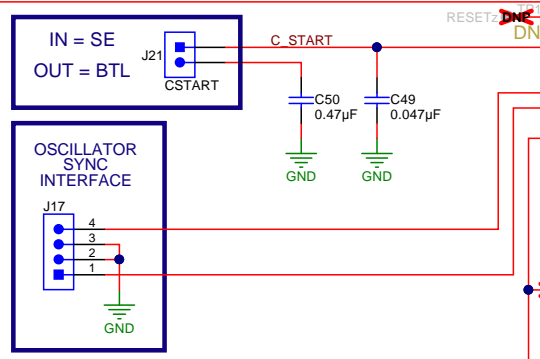 IN = SE
OUT = BTL
J21
CSTART
C_START
RESETz
DNP
DN
C50
0.47µF
C49
0.047µF
GND
GND
OSCILLATOR
SYNC
INTERFACE
J17
4
3
2
1
GND